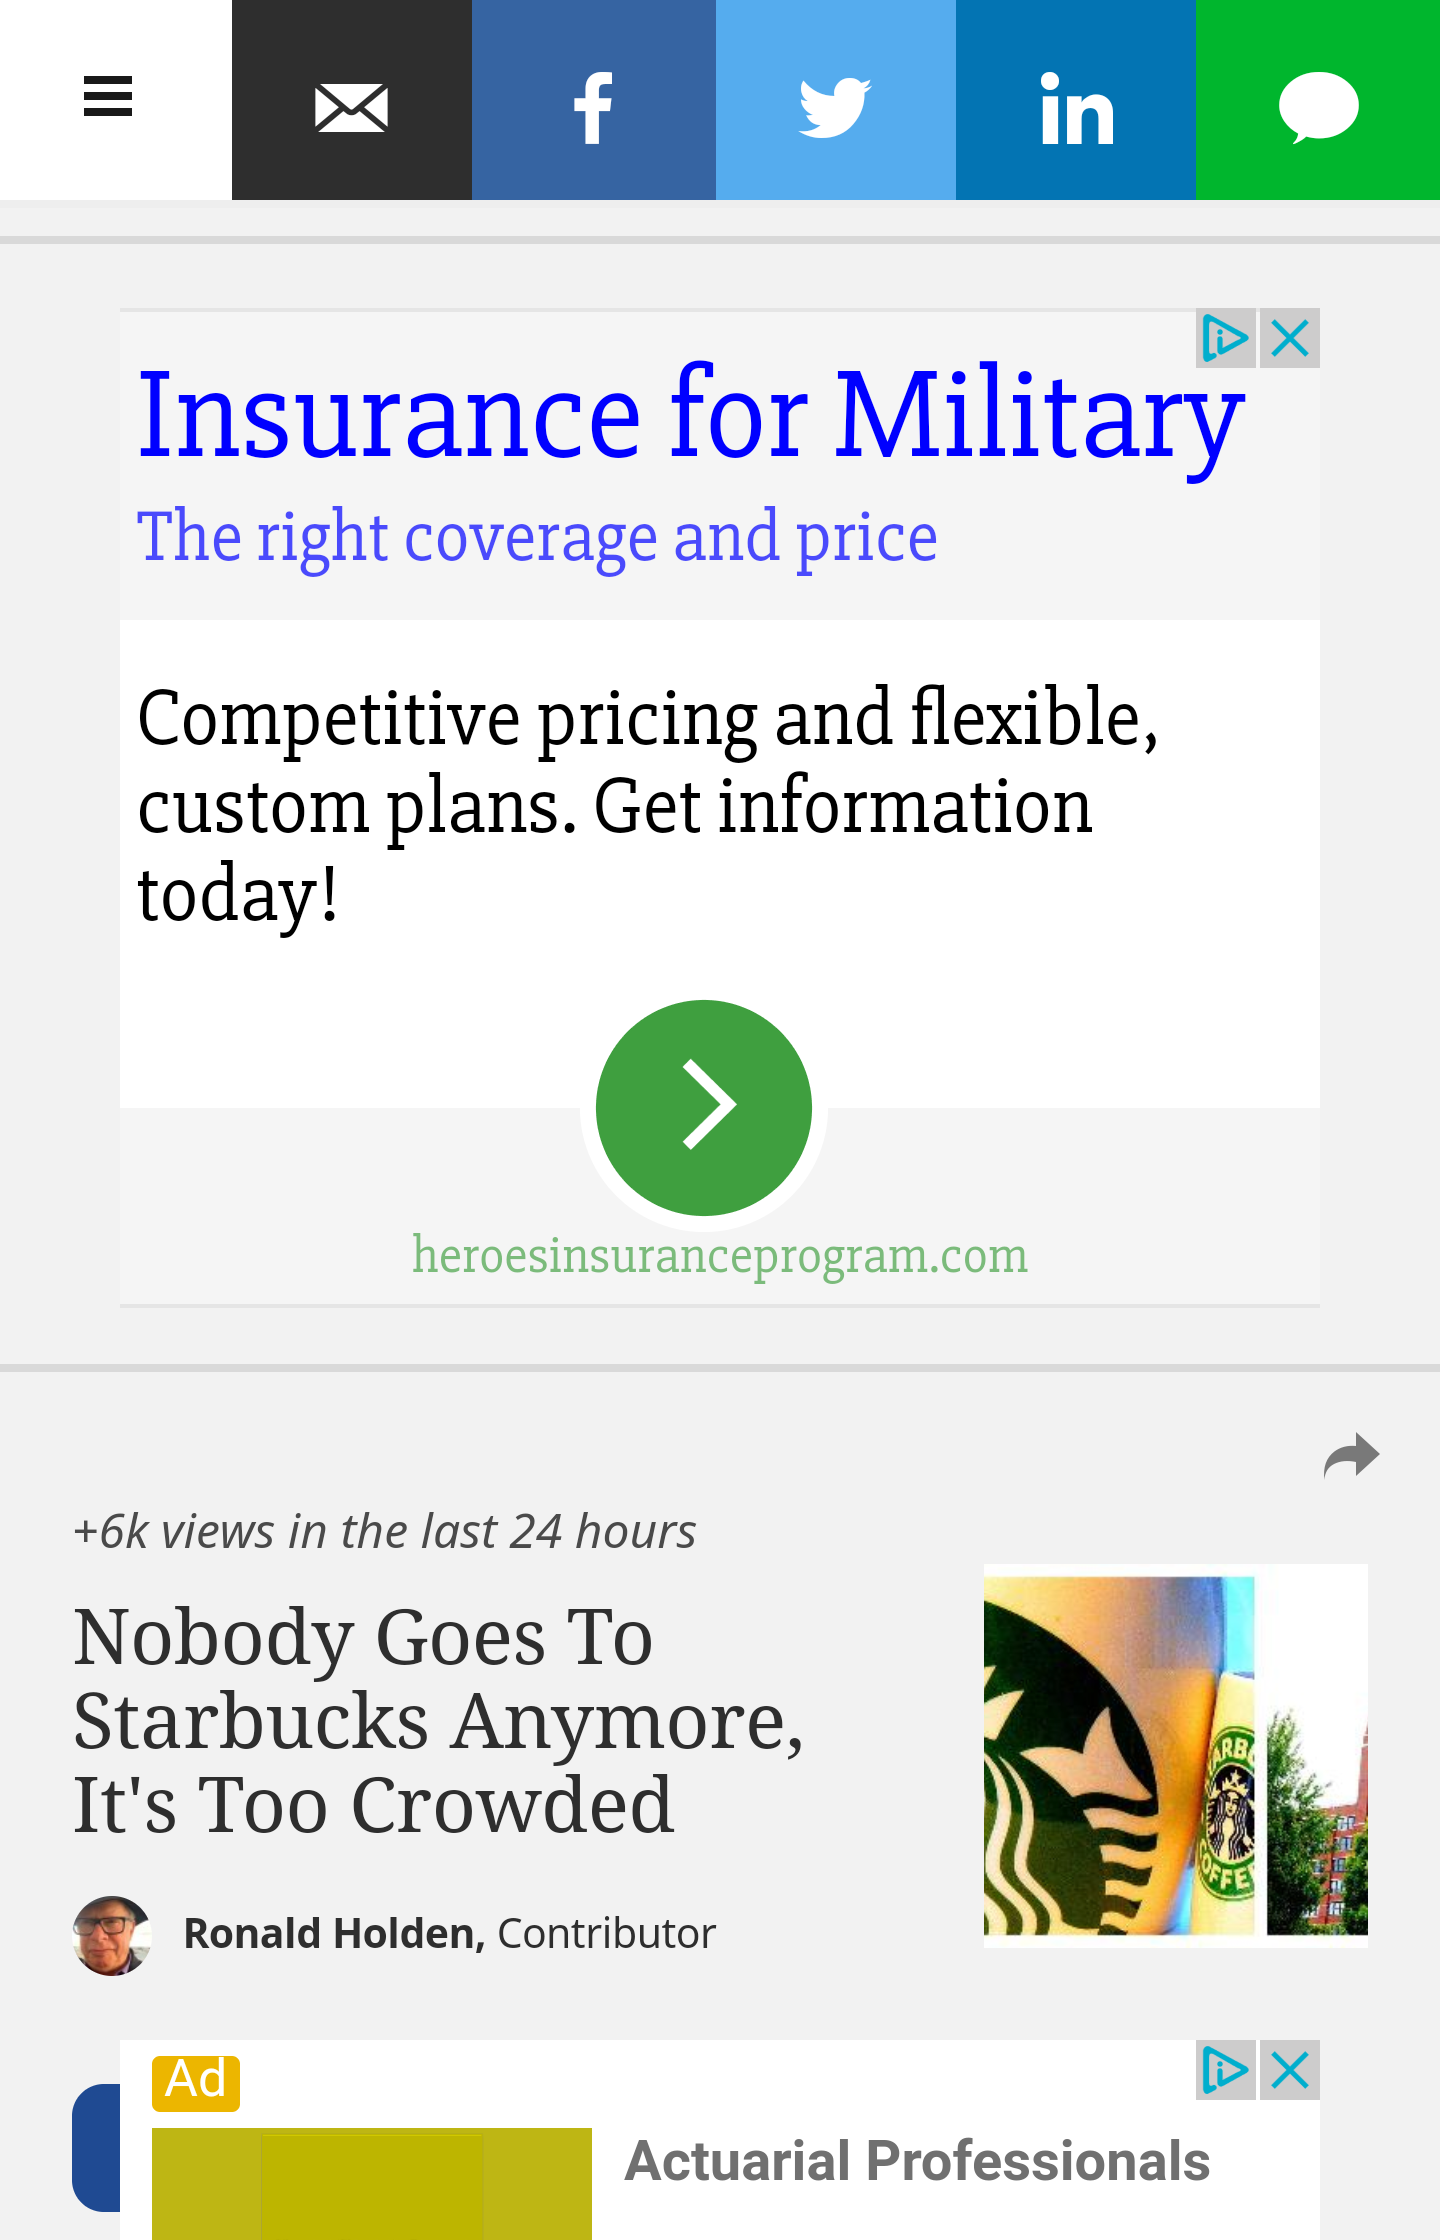 Insurance for Military
The right coverage and price
Competitive pricing and flexible,
custom plans. Get information
today!
heroesinsuranceprogram.com
+6k views in the last 24 hours
Nobody Goes To
Starbucks Anymore,
It's Too Crowded
Ronald Holden, Contributor
Ad
Actuarial Professionals